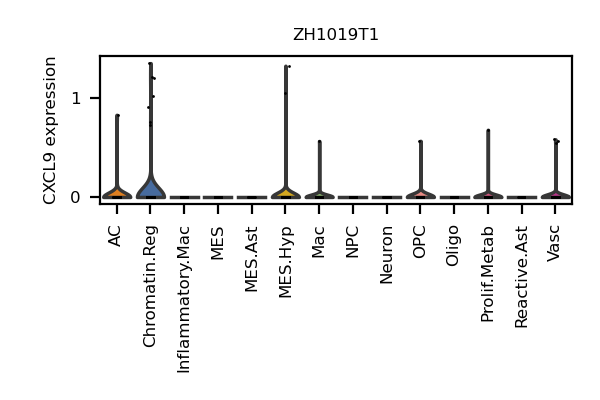 ZH1019T1
CXCL9 expression
1
0
AC
Chromatin.Reg
Inflammatory.Mac
MES
MES.Ast
MES.Hyp
Mac
NPC
Neuron
OPC
Oligo
Prolif.Metab
Reactive.Ast
Vasc